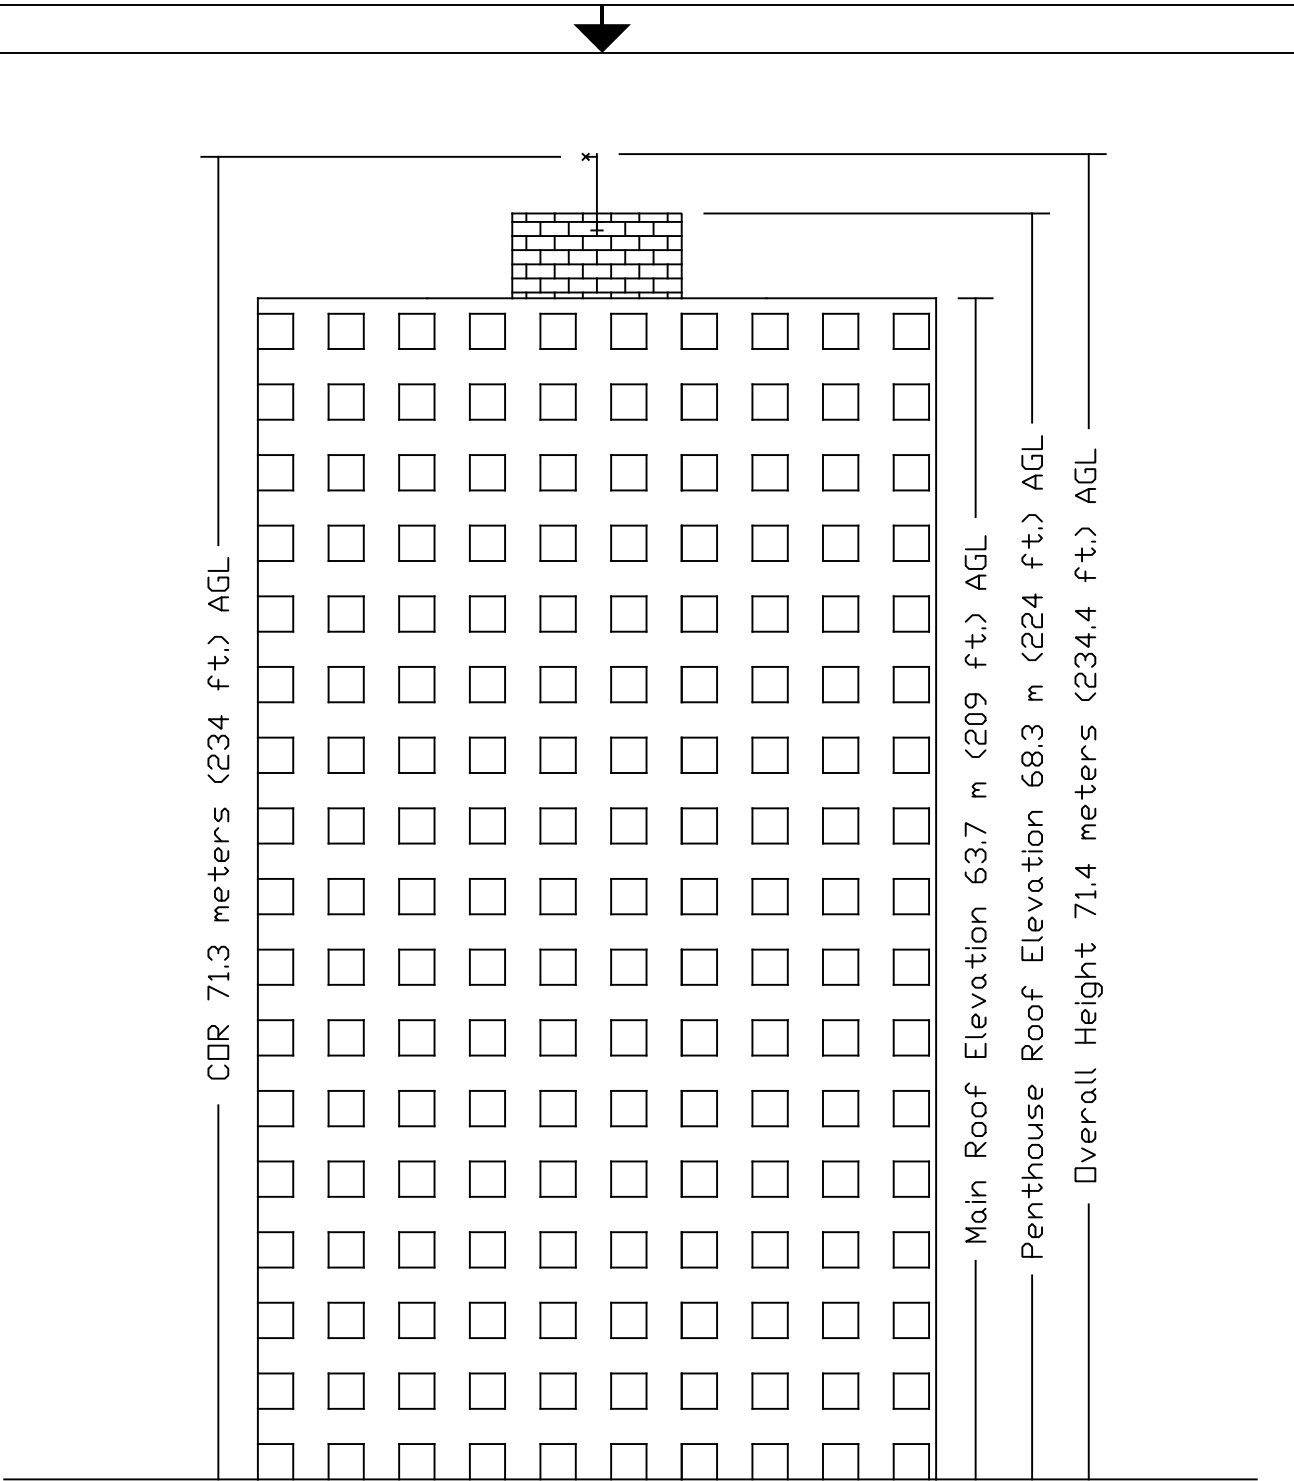 COR 71.3 meters (234 ft.) AGL
Main Roof Elevation 63.7 m (209 ft.) AGL
Penthouse Roof Elevation 68.3 m (224 ft.) AGL
Overall Height 71.4 meters (234.4 ft.) AGL